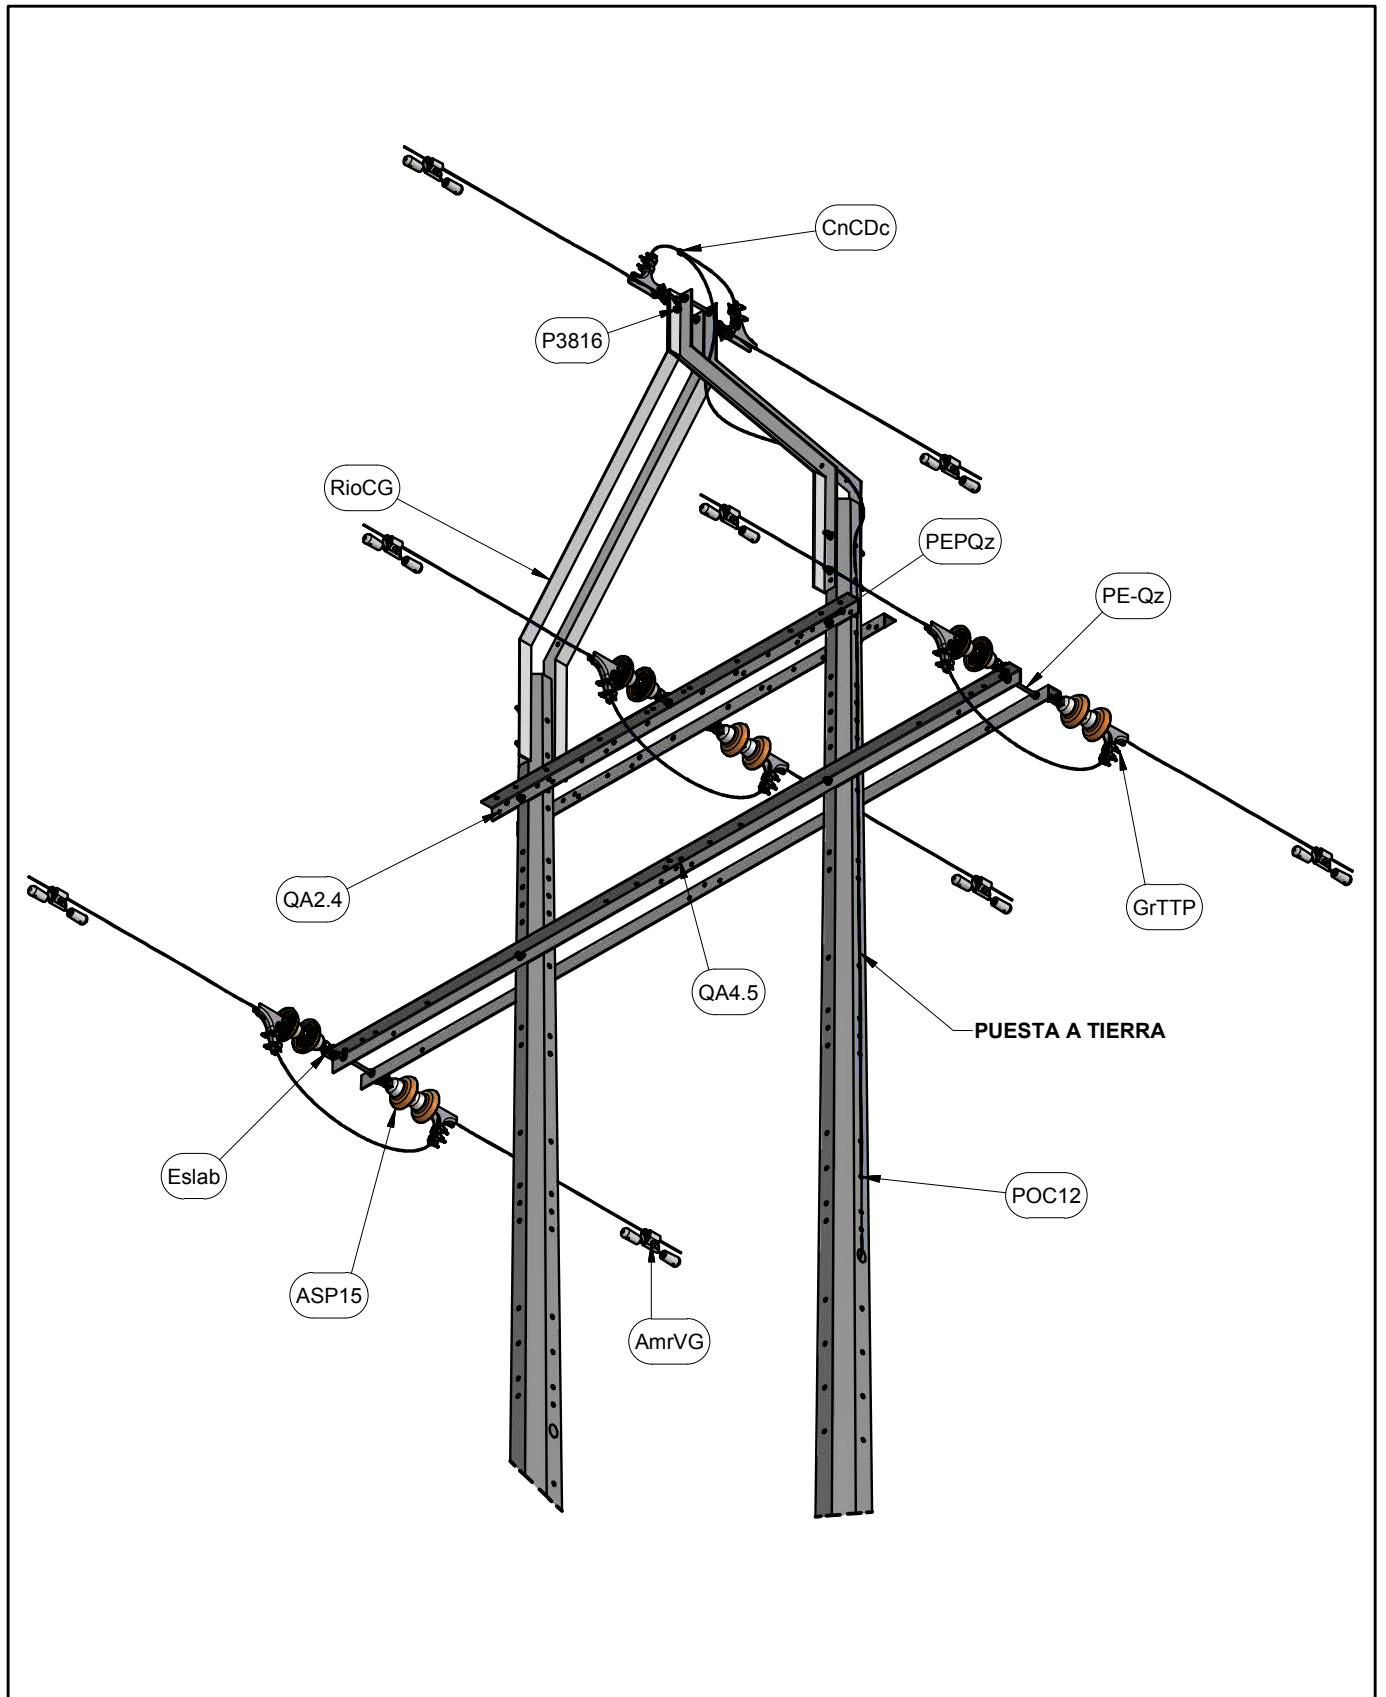 CnCDc
P3816
RioCG
PEPQz
PE-Qz
QA2.4
GrTTP
QA4.5
PUESTA A TIERRA
Eslab
POC12
ASP15
AmrVG